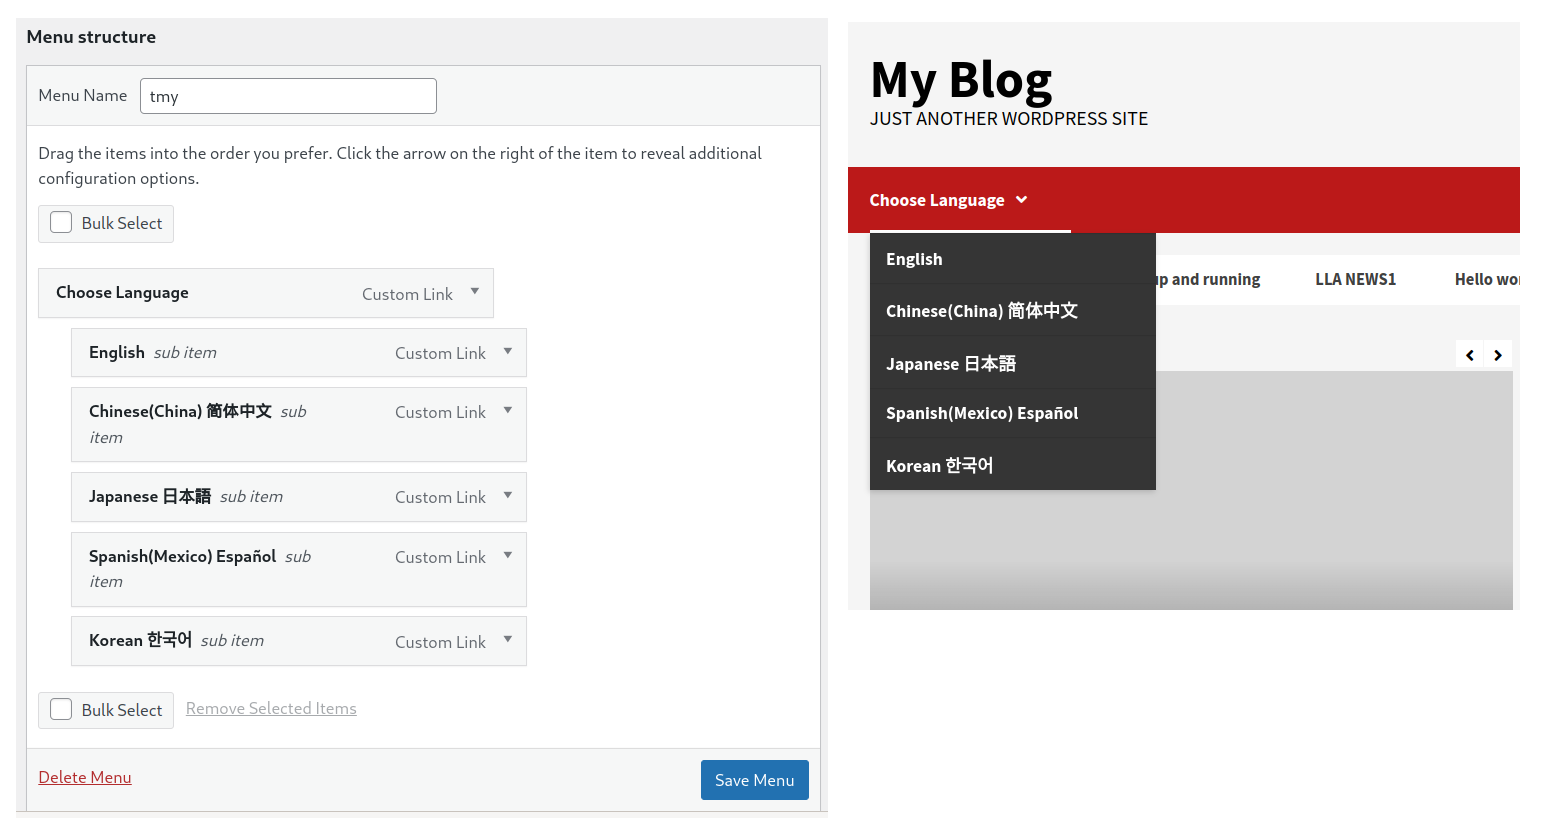 Menu structure
Menu Name tmy
Drag the items into the order you prefer. Click the arrow on the right of the item to reveal additional
configuration options.
Bulk Select
Choose Language Custom Link
English sub item Custom Link
Chinese(China) 简体中文 sub Custom Link
item
Japanese 日本語 sub item Custom Link
Spanish(Mexico) Español sub Custom Link
item
Korean 한국어 sub item Custom Link
Bulk Select Remove Selected Items
Delete Menu Save Menu
My Blog
JUST ANOTHER WORDPRESS SITE
Choose Language
English
up and running LLA NEWS1 Hello wor
Chinese(China) 简体中文
Japanese 日本語
Spanish(Mexico) Español
Korean 한국어